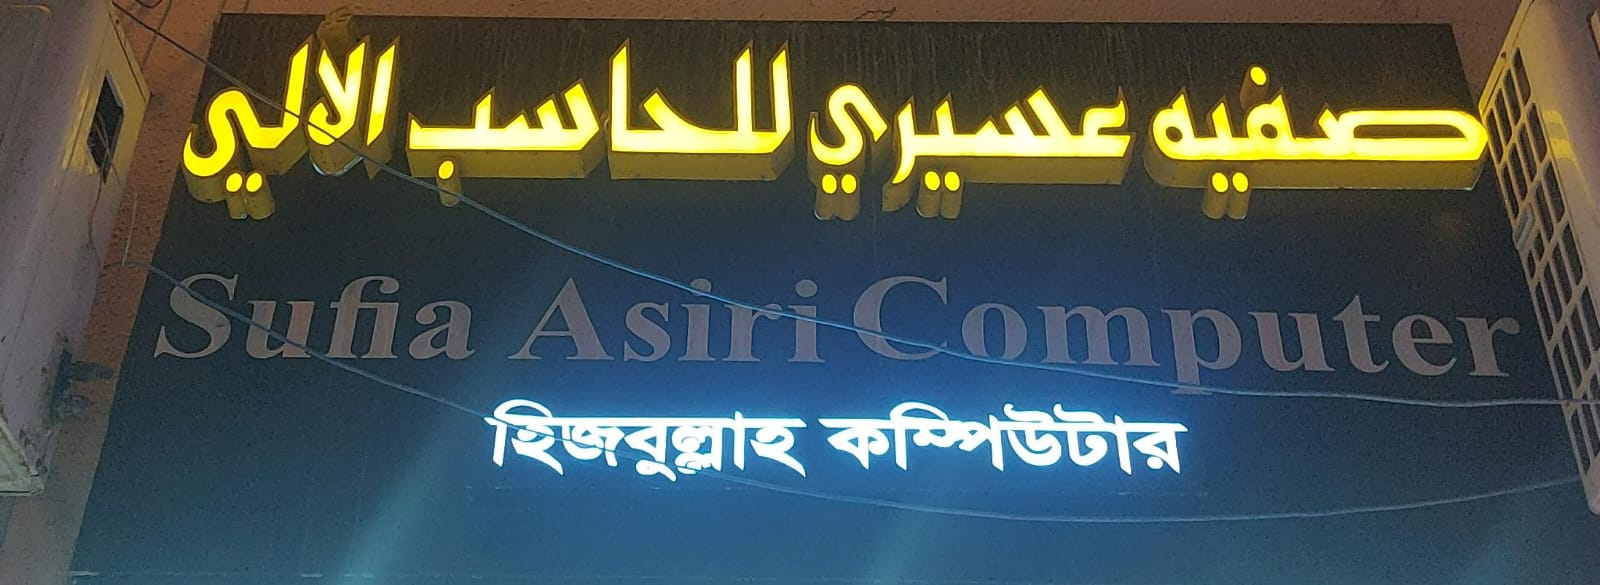 صفيه عسيري للحاسب الالي
Sufia Asiri Computer
হিজবুল্লাহ কম্পিউটার